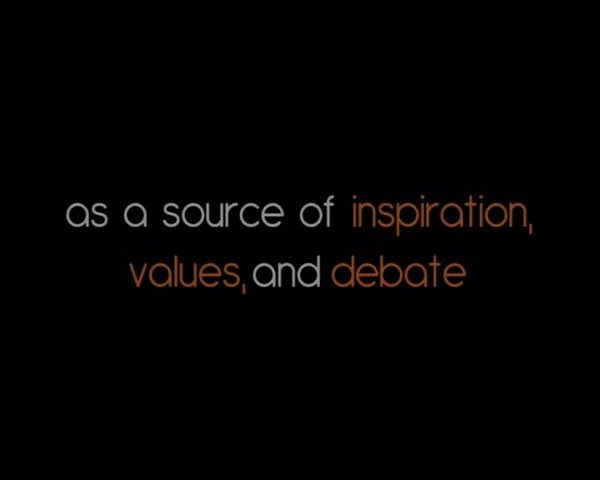 as a source of inspiration,
values, and debate